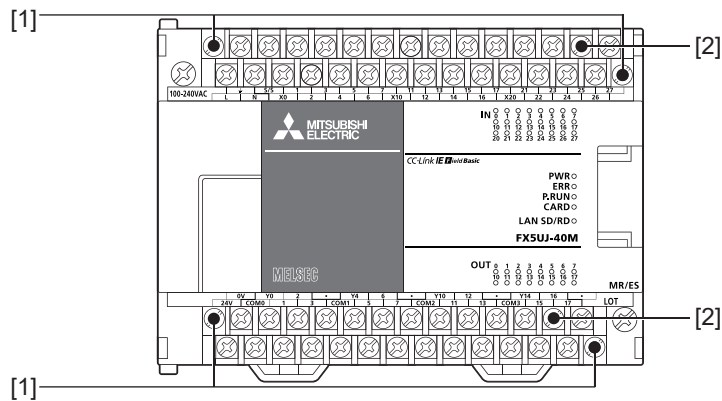 [1]
[2]
5/5 1 3 5 7 11 13 15 17 21 23 25 27
100-240VAC L N X0 2 4 6 X10 12 14 16 X20 22 24 26
MITSUBISHI
ELECTRIC
IN 0 1 2 3 4 5 6 7
10 11 12 13 14 15 16 17
20 21 22 23 24 25 26 27
CC-Link IE Field Basic
PWR
ERR
P.RUN
CARD
LAN SD/RD
FX5UJ-40M
OUT 0 1 2 3 4 5 6 7
10 11 12 13 14 15 16 17
MELSEC
MR/ES
0V Y0 2 • Y4 6 • Y10 12 • Y14 16 •
24V COM0 1 3 COM1 5 7 COM2 11 13 COM3 15 17
LOT
[2]
[1]